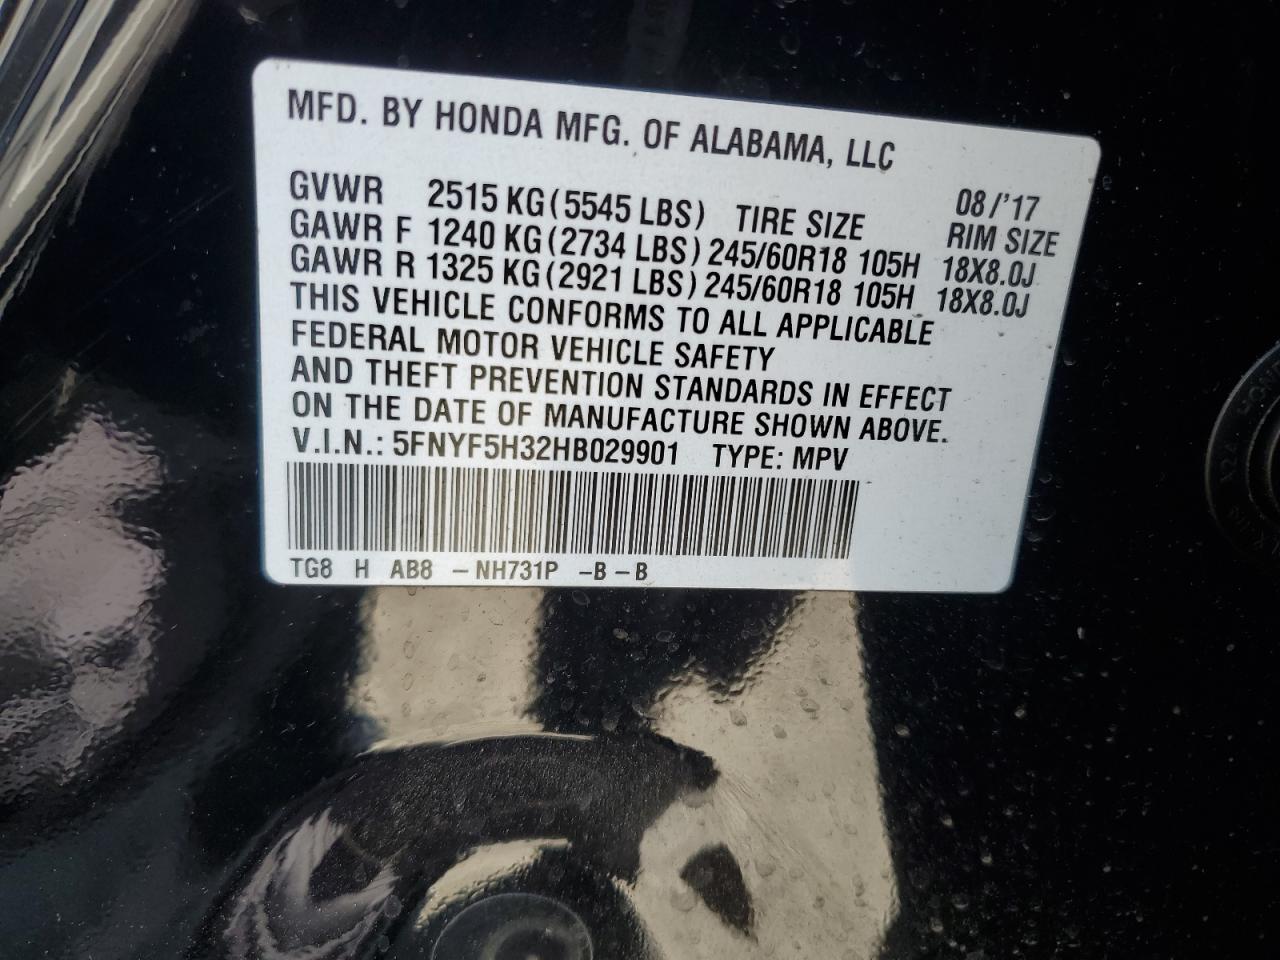 MFD. BY HONDA MFG. OF ALABAMA, LLC
08/'17
GVWR 2515 KG (5545 LBS) TIRE SIZE RIM SIZE
GAWR F 1240 KG (2734 LBS) 245/60R18 105H 18X8.0J
GAWR R 1325 KG (2921 LBS) 245/60R18 105H 18X8.0J
THIS VEHICLE CONFORMS TO ALL APPLICABLE
FEDERAL MOTOR VEHICLE SAFETY
AND THEFT PREVENTION STANDARDS IN EFFECT
ON THE DATE OF MANUFACTURE SHOWN ABOVE.
V.I.N.: 5FNYF5H32HB029901 TYPE: MPV
TG8 H AB8 - NH731P - B - B